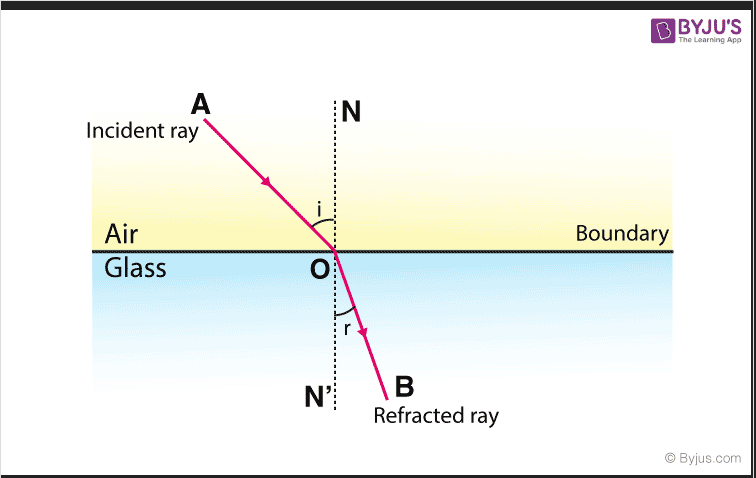 BYJU'S
The Learning App
A
N
Incident ray
i
Air
Boundary
Glass
O
r
N’
B
Refracted ray
© Byjus.com